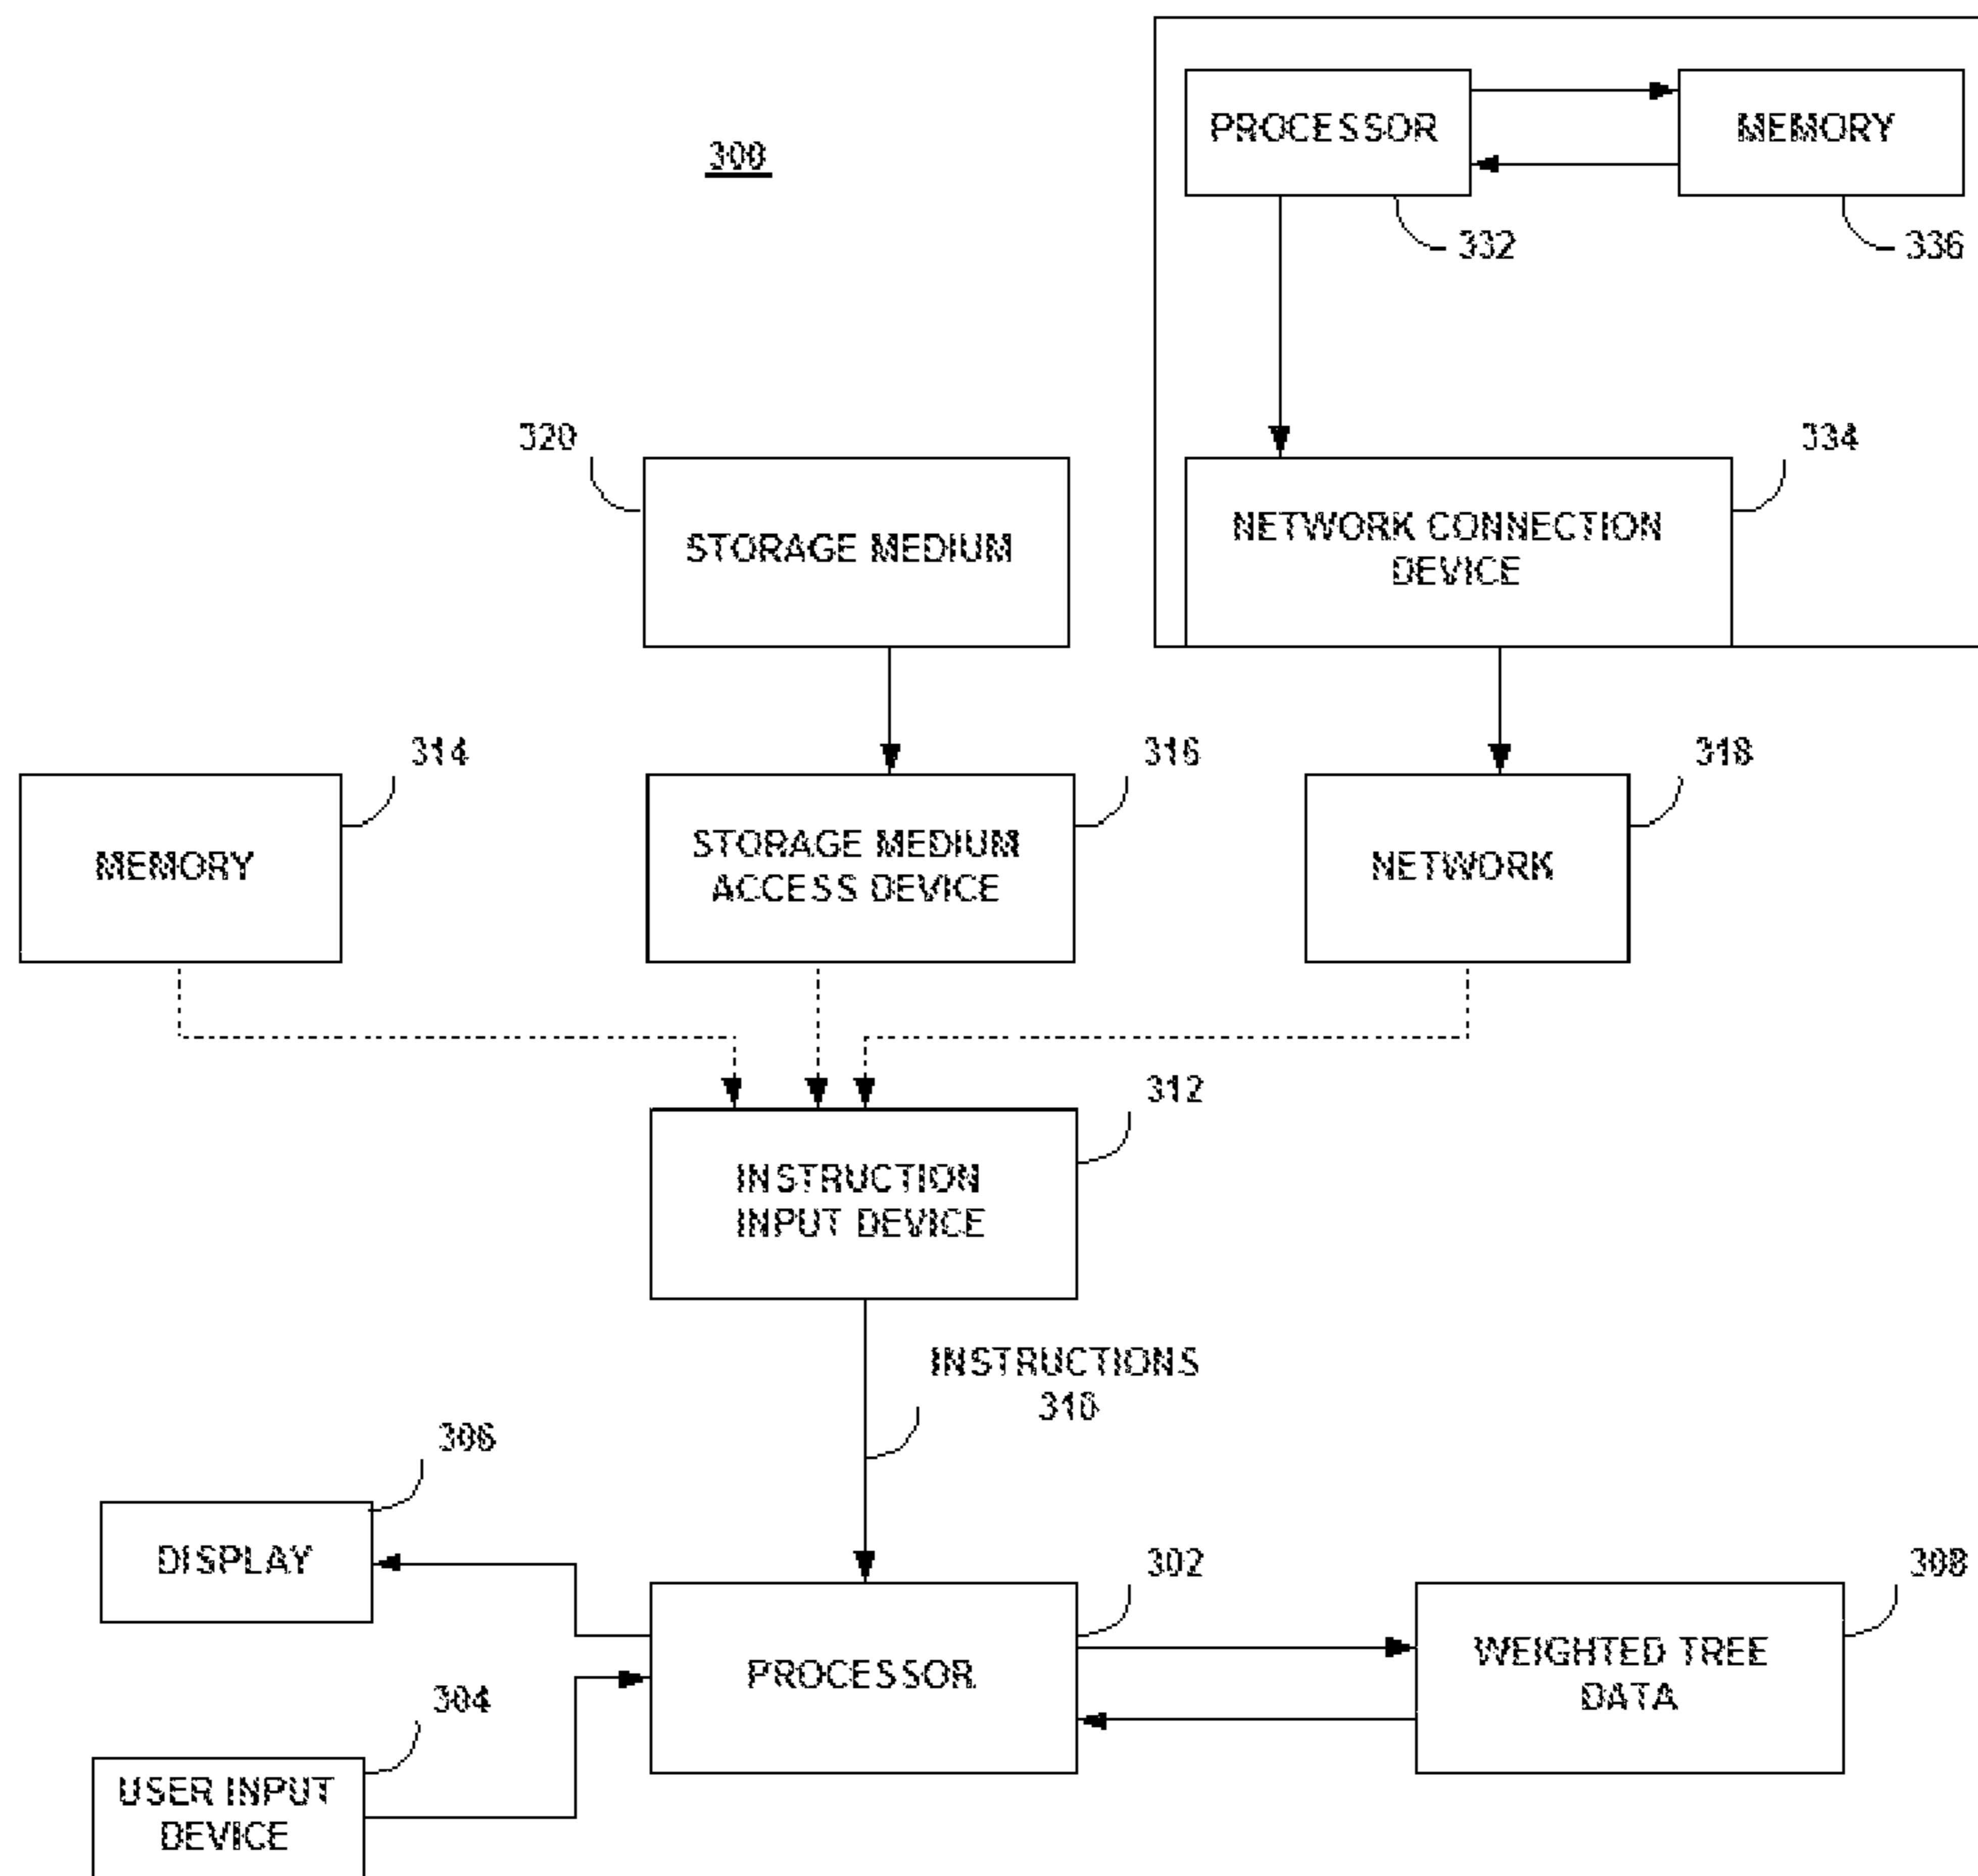 300
PROCESSOR
MEMORY
332
336
320
334
STORAGE MEDIUM
NETWORK CONNECTION
DEVICE
314
316
318
MEMORY
STORAGE MEDIUM
ACCESS DEVICE
NETWORK
312
INSTRUCTION
INPUT DEVICE
INSTRUCTIONS
310
306
DISPLAY
302
308
PROCESSOR
WEIGHTED TREE
DATA
304
USER INPUT
DEVICE